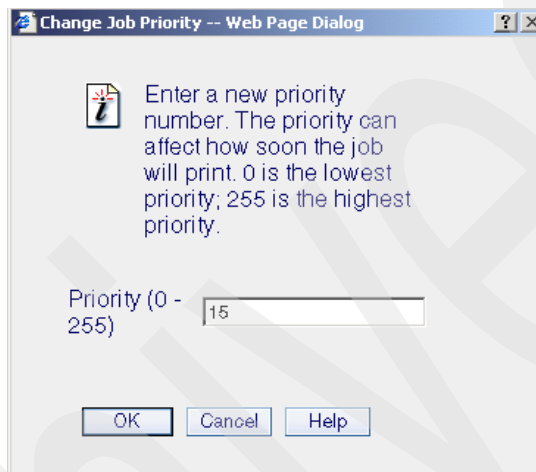 Change Job Priority -- Web Page Dialog
Enter a new priority
number. The priority can
affect how soon the job
will print. 0 is the lowest
priority; 255 is the highest
priority.
Priority (0 -
255)
15
OK Cancel Help